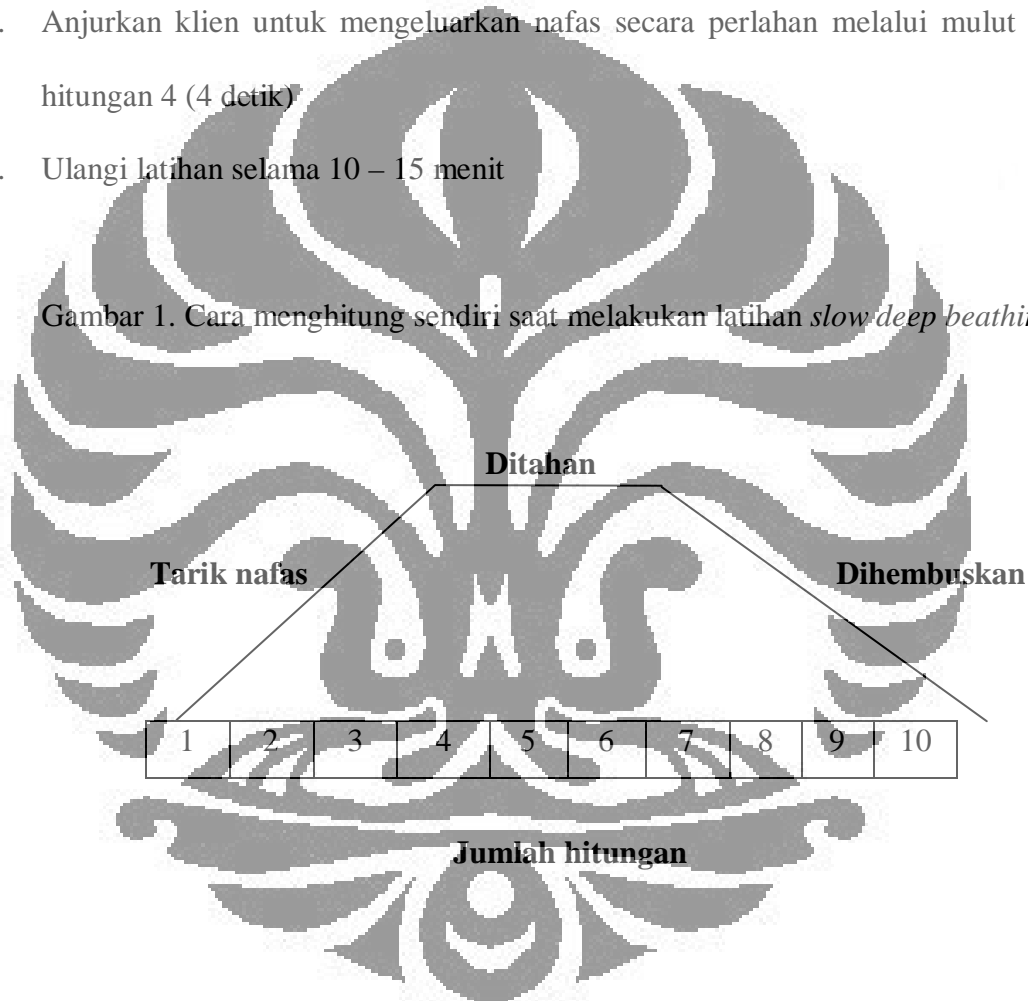 . Anjurkan klien untuk mengeluarkan nafas secara perlahan melalui mulut
hitungan 4 (4 detik)
. Ulangi latihan selama 10 – 15 menit
Gambar 1. Cara menghitung sendiri saat melakukan latihan slow deep
Ditahan
Tarik nafas Dihembuskan
1 2 3 4 5 6 7 8 9 10
Jumlah hitungan